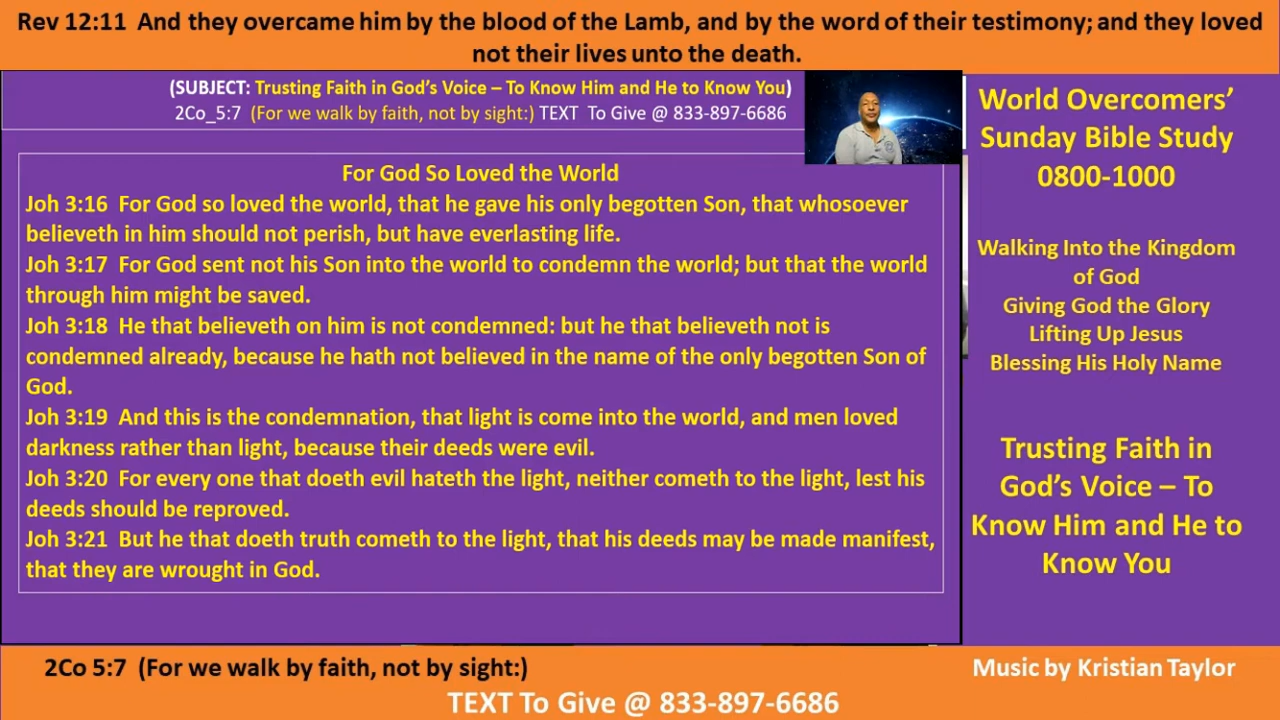 Rev 12:11  And they overcame him by the blood of the Lamb, and by the word of their testimony; and they loved
not their lives unto the death.
(SUBJECT: Trusting Faith in God's Voice – To Know Him and He to Know You)
2Co_5:7  (For we walk by faith, not by sight:) TEXT  To Give @ 833-897-6686
For God So Loved the World
Joh 3:16  For God so loved the world, that he gave his only begotten Son, that whosoever
believeth in him should not perish, but have everlasting life.
Joh 3:17  For God sent not his Son into the world to condemn the world; but that the world
through him might be saved.
Joh 3:18  He that believeth on him is not condemned: but he that believeth not is
condemned already, because he hath not believed in the name of the only begotten Son of
God.
Joh 3:19  And this is the condemnation, that light is come into the world, and men loved
darkness rather than light, because their deeds were evil.
Joh 3:20  For every one that doeth evil hateth the light, neither cometh to the light, lest his
deeds should be reproved.
Joh 3:21  But he that doeth truth cometh to the light, that his deeds may be made manifest,
that they are wrought in God.
World Overcomers'
Sunday Bible Study
0800-1000
Walking Into the Kingdom
of God
Giving God the Glory
Lifting Up Jesus
Blessing His Holy Name
Trusting Faith in
God's Voice – To
Know Him and He to
Know You
2Co 5:7  (For we walk by faith, not by sight:)
Music by Kristian Taylor
TEXT To Give @ 833-897-6686